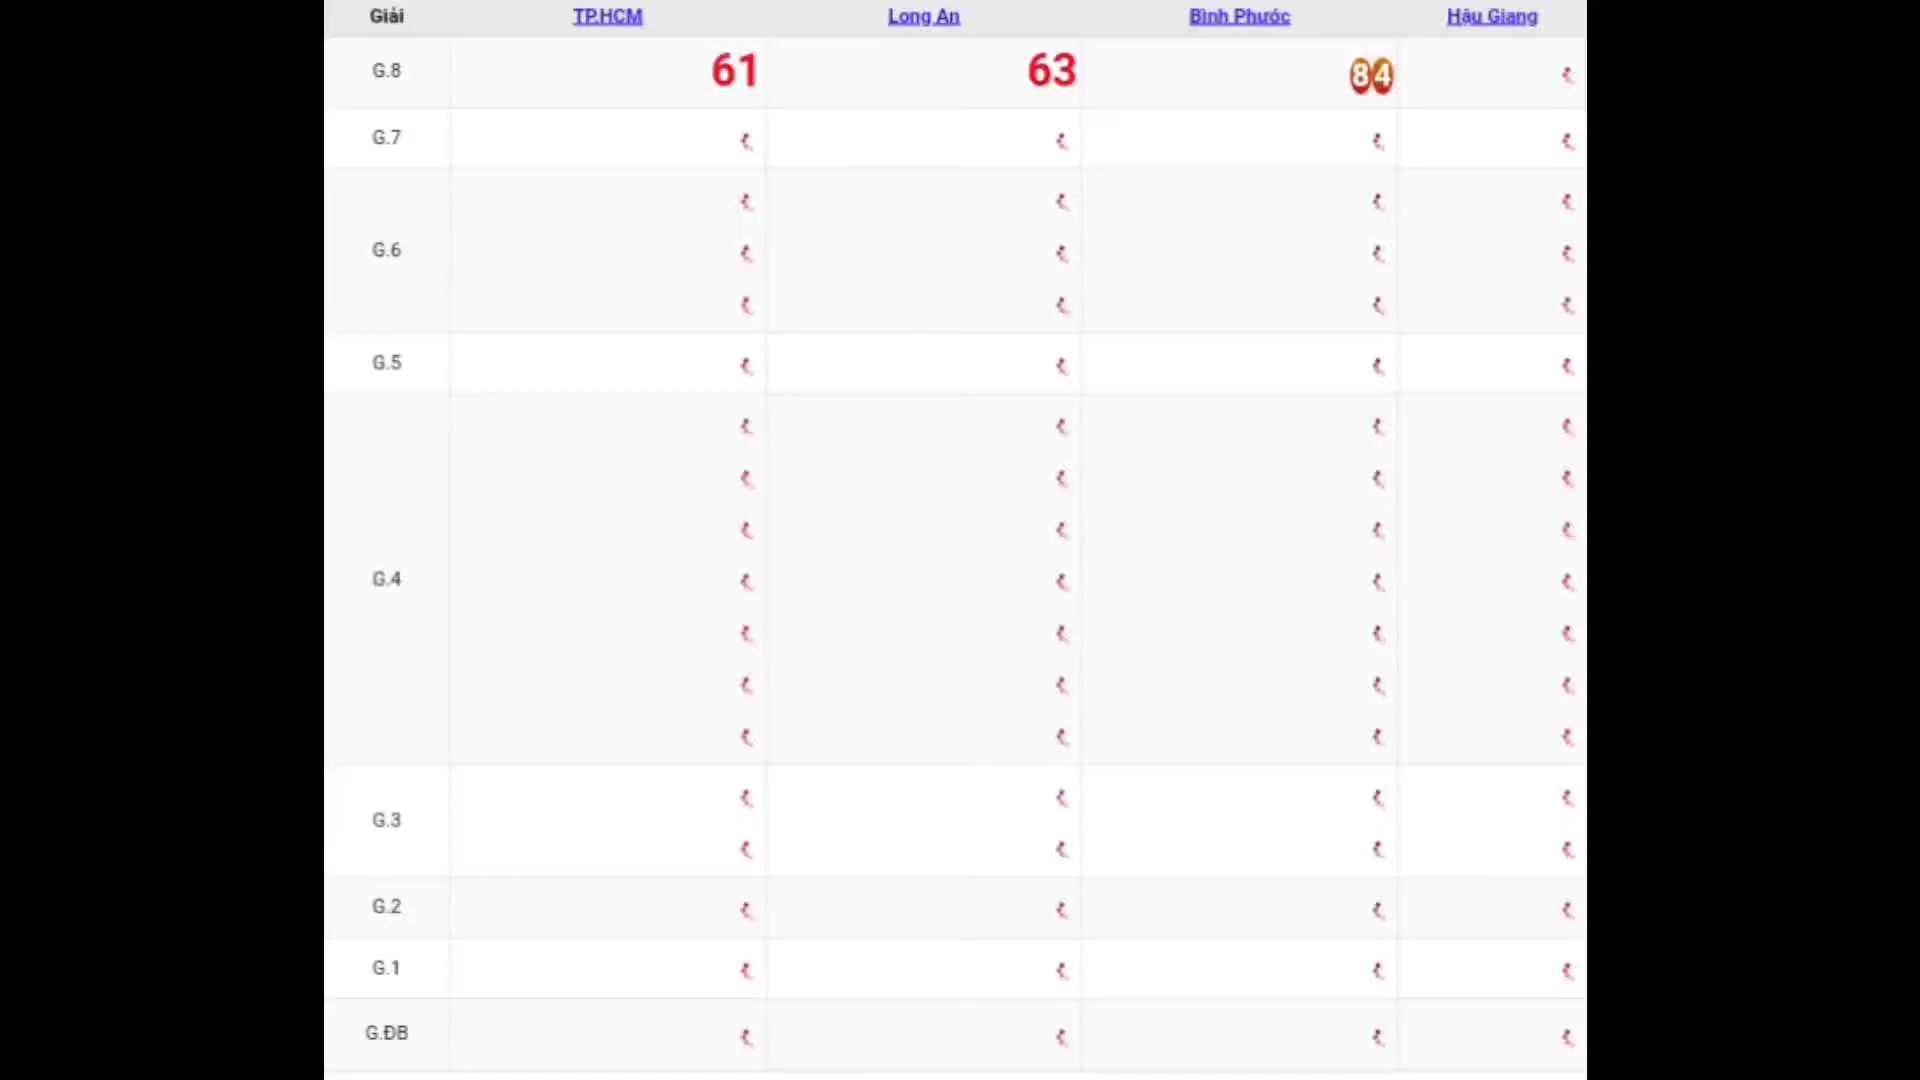 Giải TP.HCM Long An Bình Phước Hậu Giang
G.8 61 63 84
G.7
G.6
G.5
G.4
G.3
G.2
G.1
G.ĐB